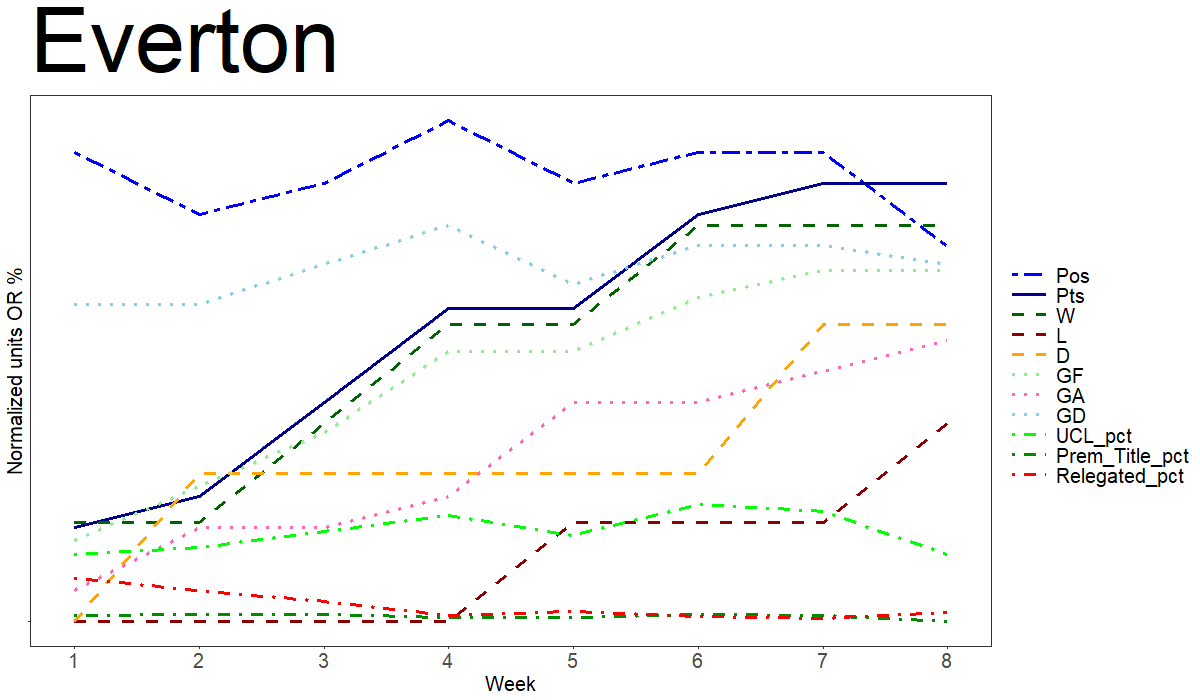 Everton
Normalized units OR %
1 2 3 4 5 6 7 8
Week
Pos
Pts
W
L
D
GF
GA
GD
UCL_pct
Prem_Title_pct
Relegated_pct